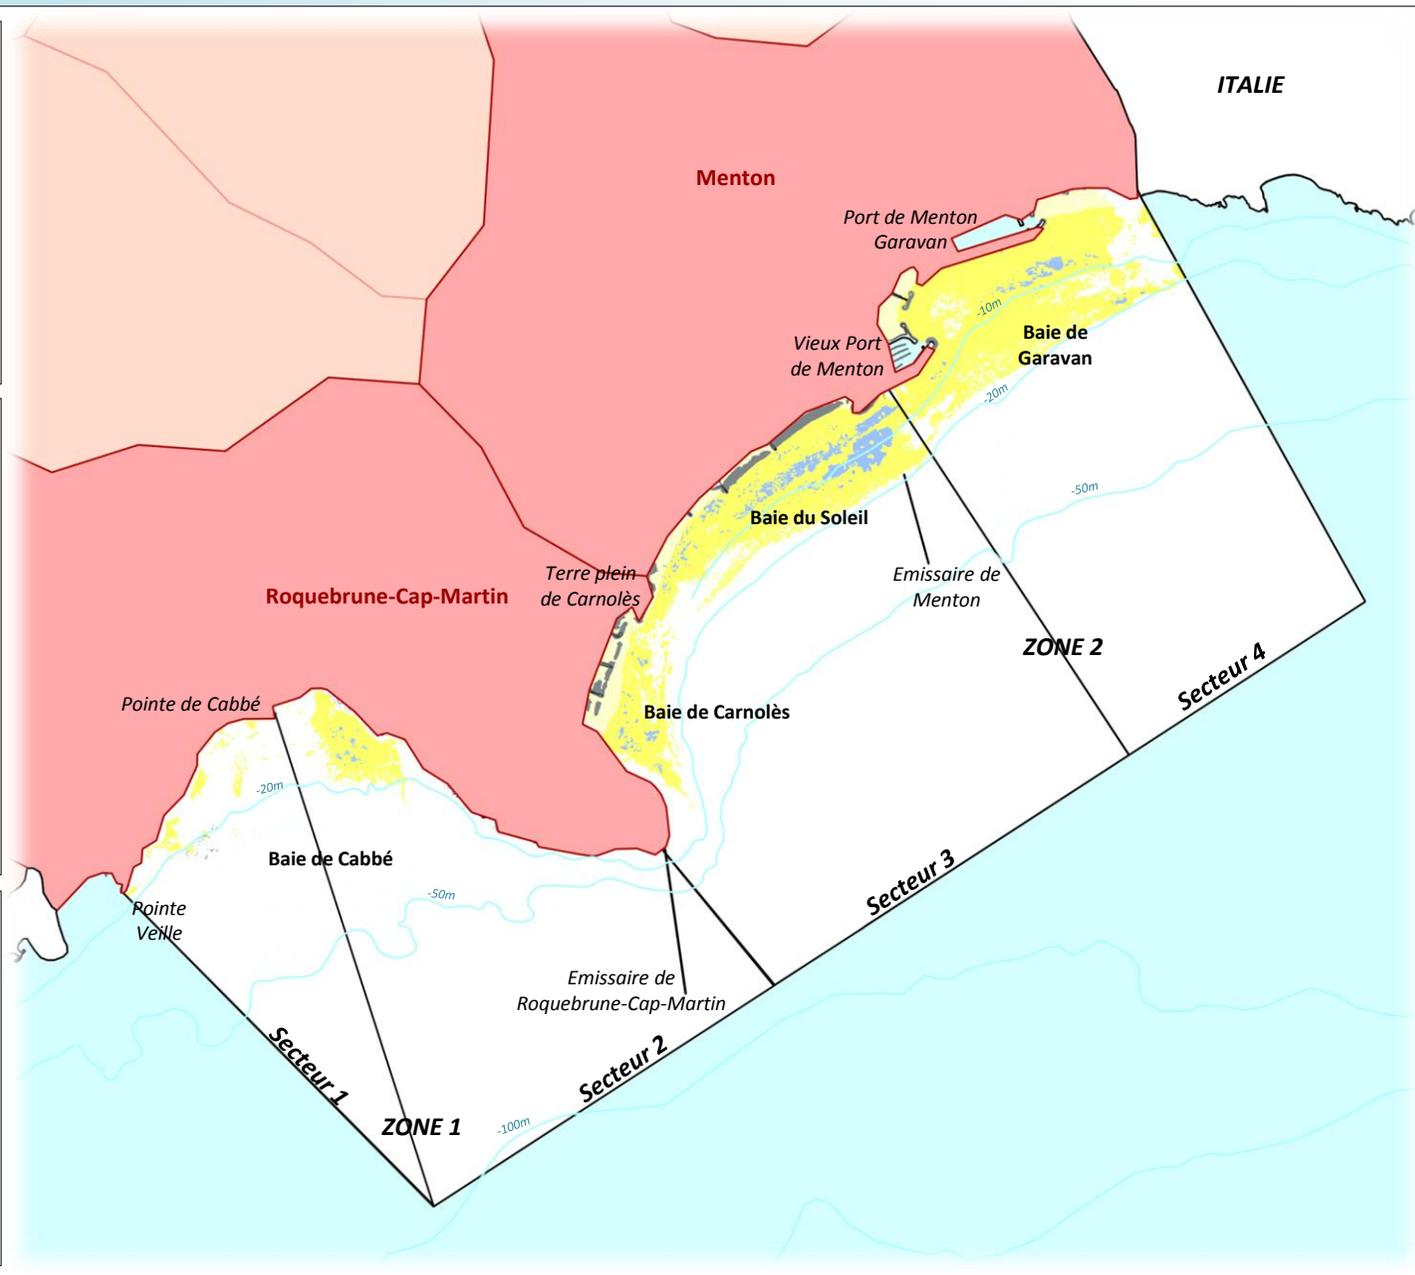 ITALIE
Menton
Port de Menton
Garavan
-10m
Baie de
Garavan
Vieux Port
de Menton
-20m
-50m
Baie du Soleil
Emissaire de
Menton
Terre plein
de Carnolès
Roquebrune-Cap-Martin
ZONE 2
Secteur 4
Pointe de Cabbé
Baie de Carnolès
-20m
Baie de Cabbé
Secteur 3
-50m
Pointe
Veille
Emissaire de
Roquebrune-Cap-Martin
Secteur 1
Secteur 2
ZONE 1
-100m